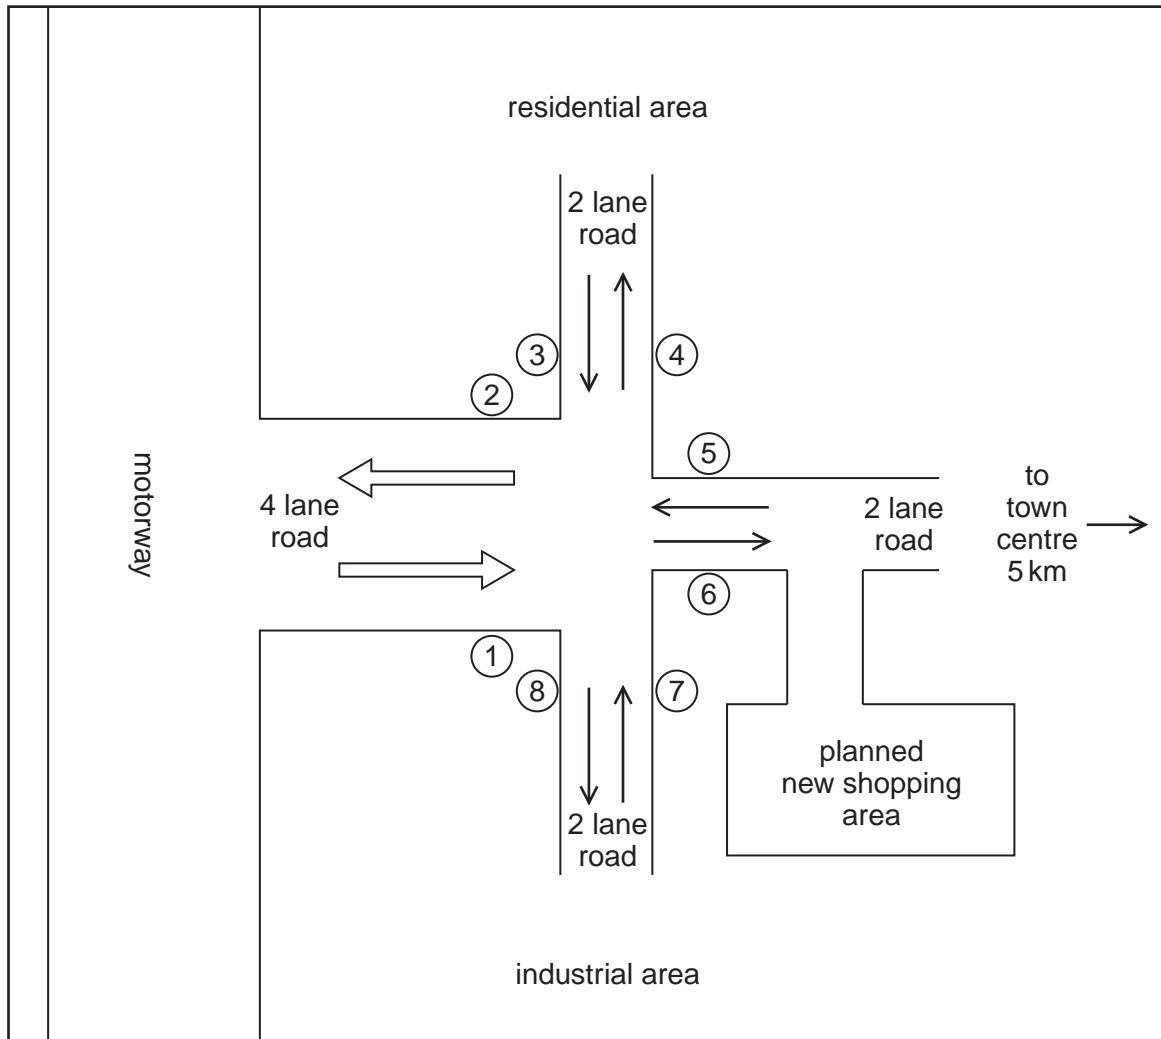 residential area
2 lane
road
3
4
2
5
motorway
4 lane
road
2 lane
road
to
town
centre
5 km
6
1
8
7
planned
new shopping
area
2 lane
road
industrial area